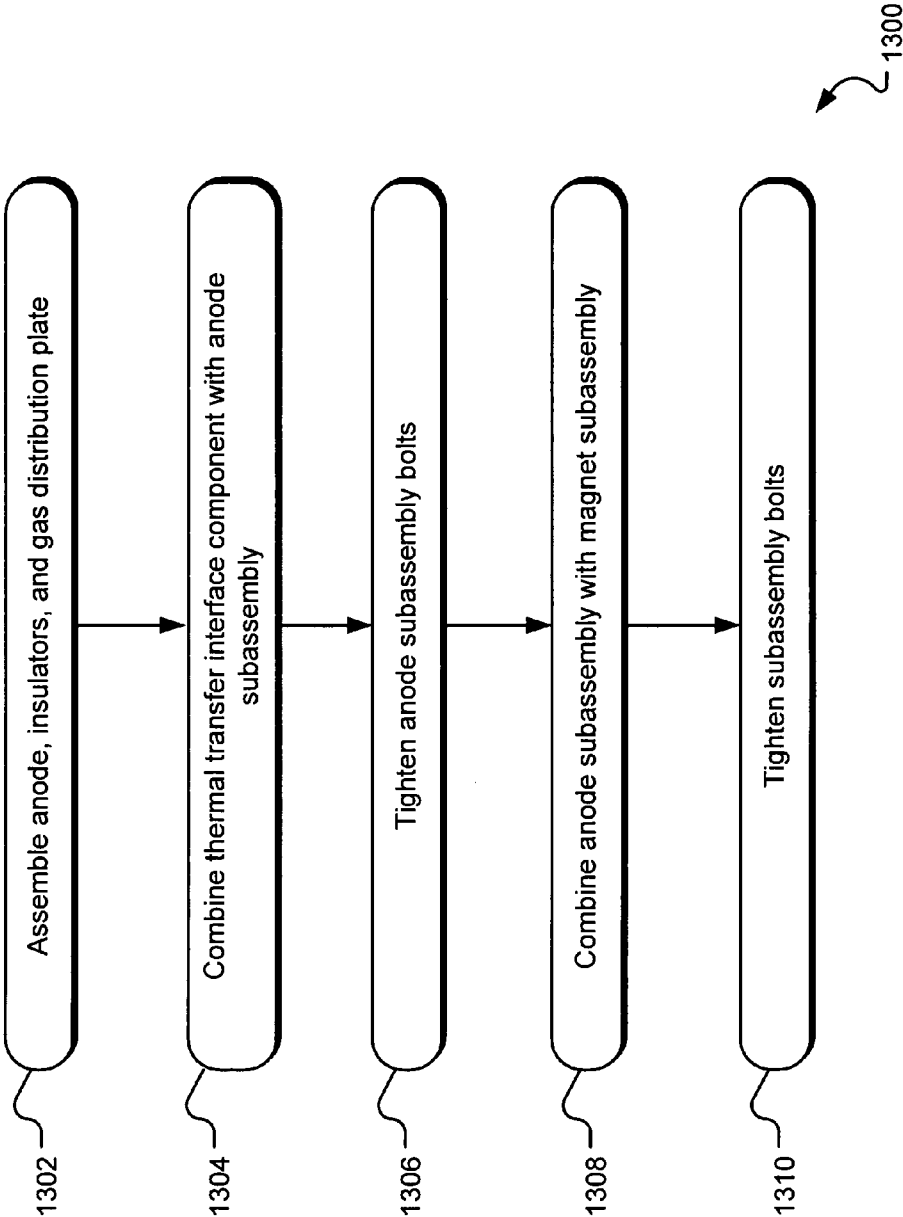 1302
Assemble anode, insulators, and gas distribution plate
1304
Combine thermal transfer interface component with anode
subassembly
1306
Tighten anode subassembly bolts
1308
Combine anode subassembly with magnet subassembly
1310
Tighten subassembly bolts
1300